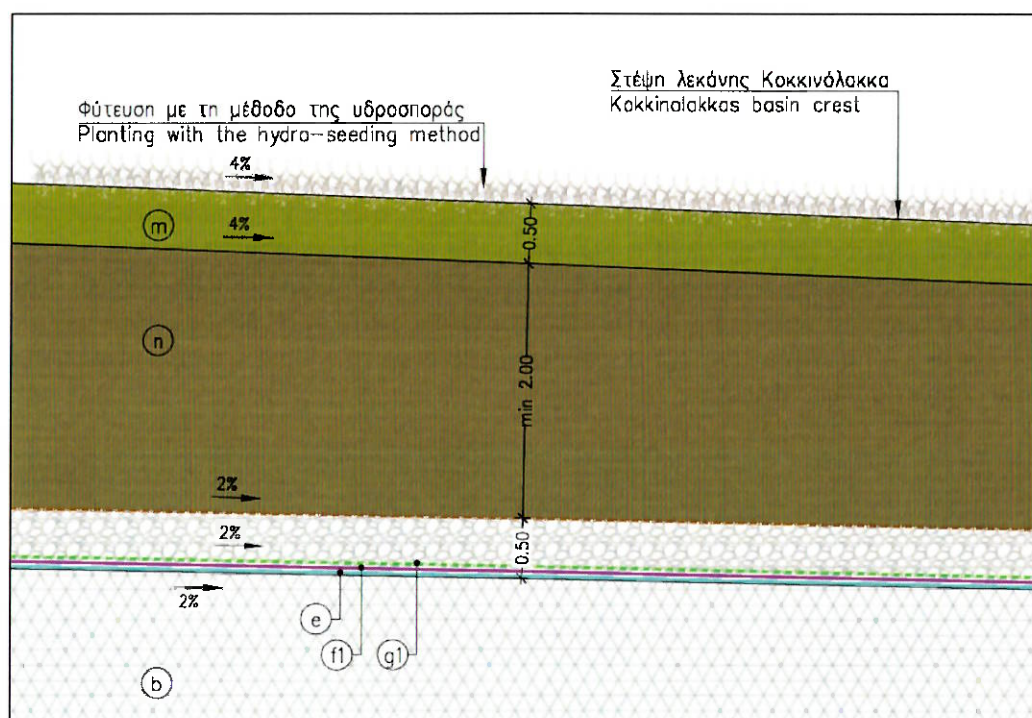 Στέψη λεκάνης Κοκκινόλακκα
Kokkinolakkas basin crest
Φύτευση με τη μέθοδο της υδροσποράς
Planting with the hydro-seeding method
4%
m
4%
0.50
n
min 2.00
2%
2%
0.50
2%
e
f1
g1
b